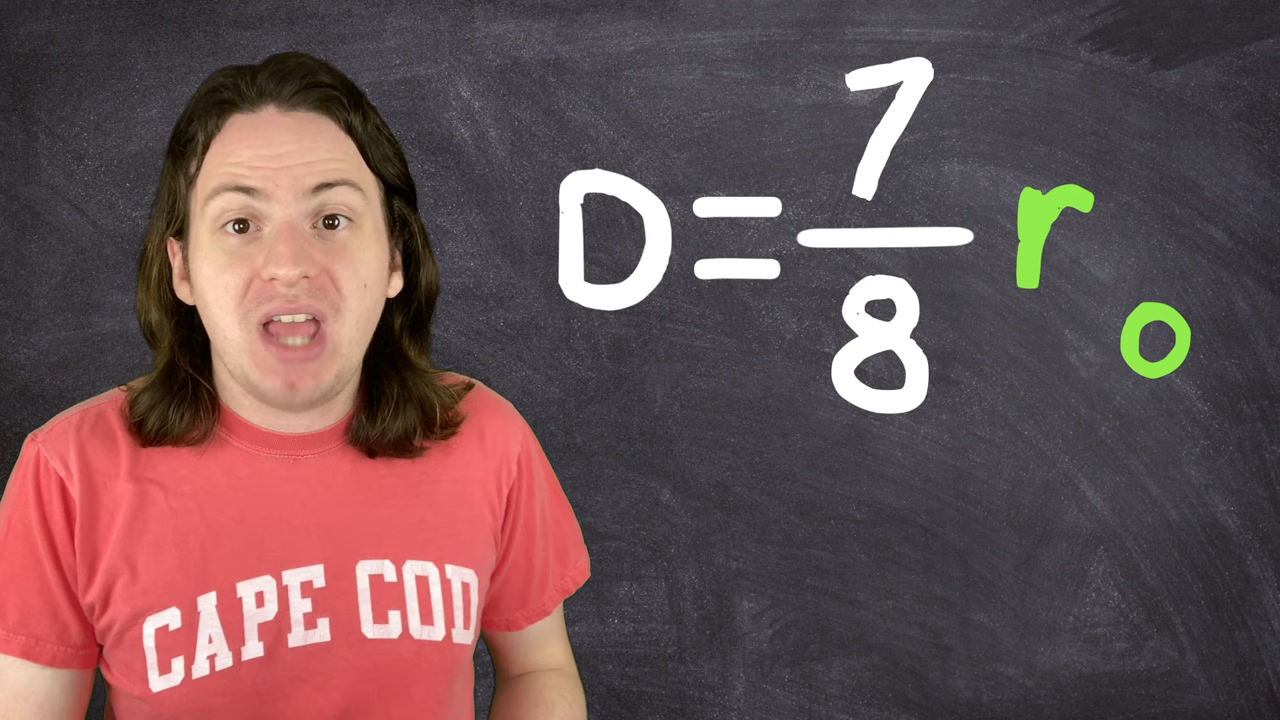 D = 7/8 r₀
CAPE COD